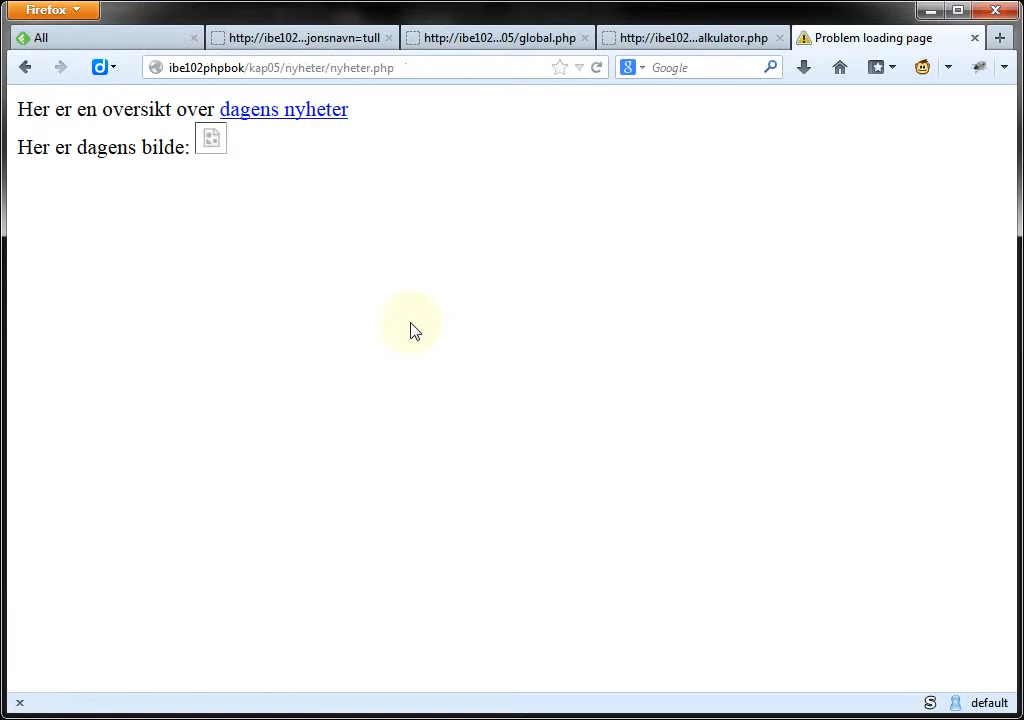 Firefox
All
http://ibe102...jonsnavn=tull
http://ibe102...05/global.php
http://ibe102...alkulator.php
Problem loading page
ibe102phpbok/kap05/nyheter/nyheter.php
Google
Her er en oversikt over dagens nyheter
Her er dagens bilde:
default